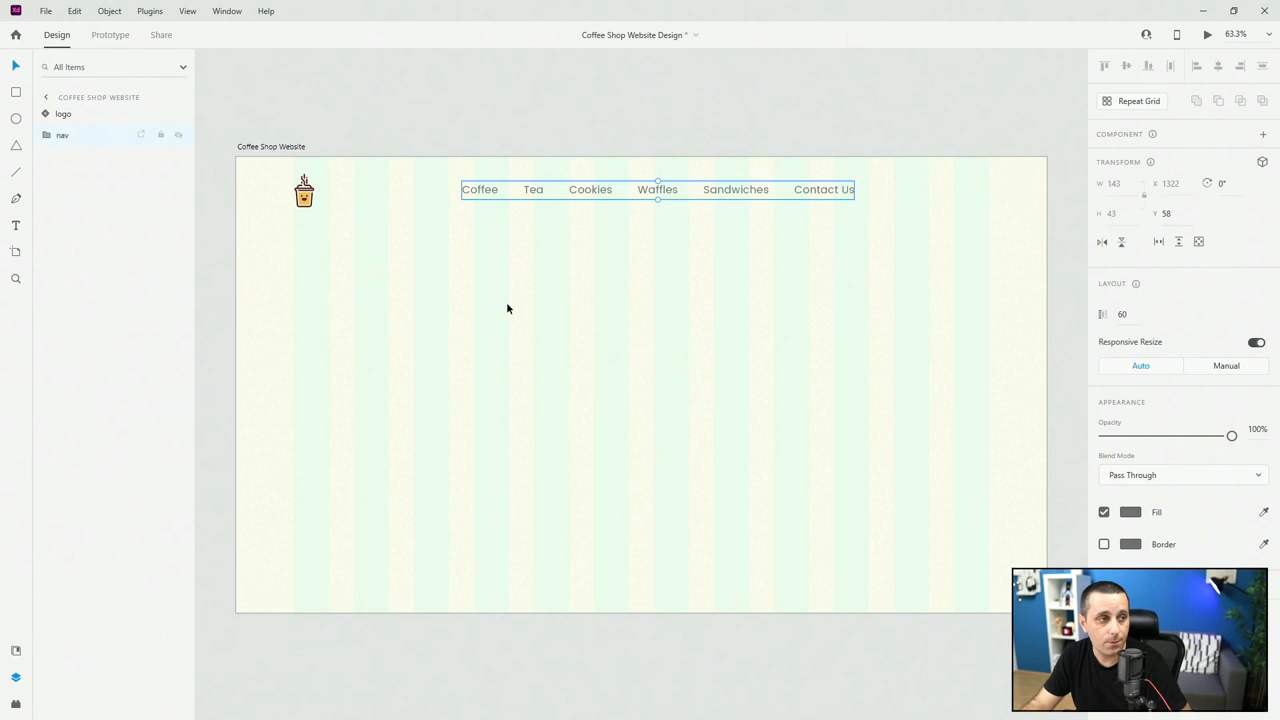 Xd File Edit Object Plugins View Window Help
Design Prototype Share Coffee Shop Website Design * 63.3%
All Items
COFFEE SHOP WEBSITE
logo
nav
Coffee Shop Website
Coffee Tea Cookies Waffles Sandwiches Contact Us
Repeat Grid
COMPONENT
TRANSFORM
W 143 X 1322 0°
H 43 Y 58
LAYOUT
60
Responsive Resize
Auto Manual
APPEARANCE
Opacity
100%
Blend Mode
Pass Through
Fill
Border